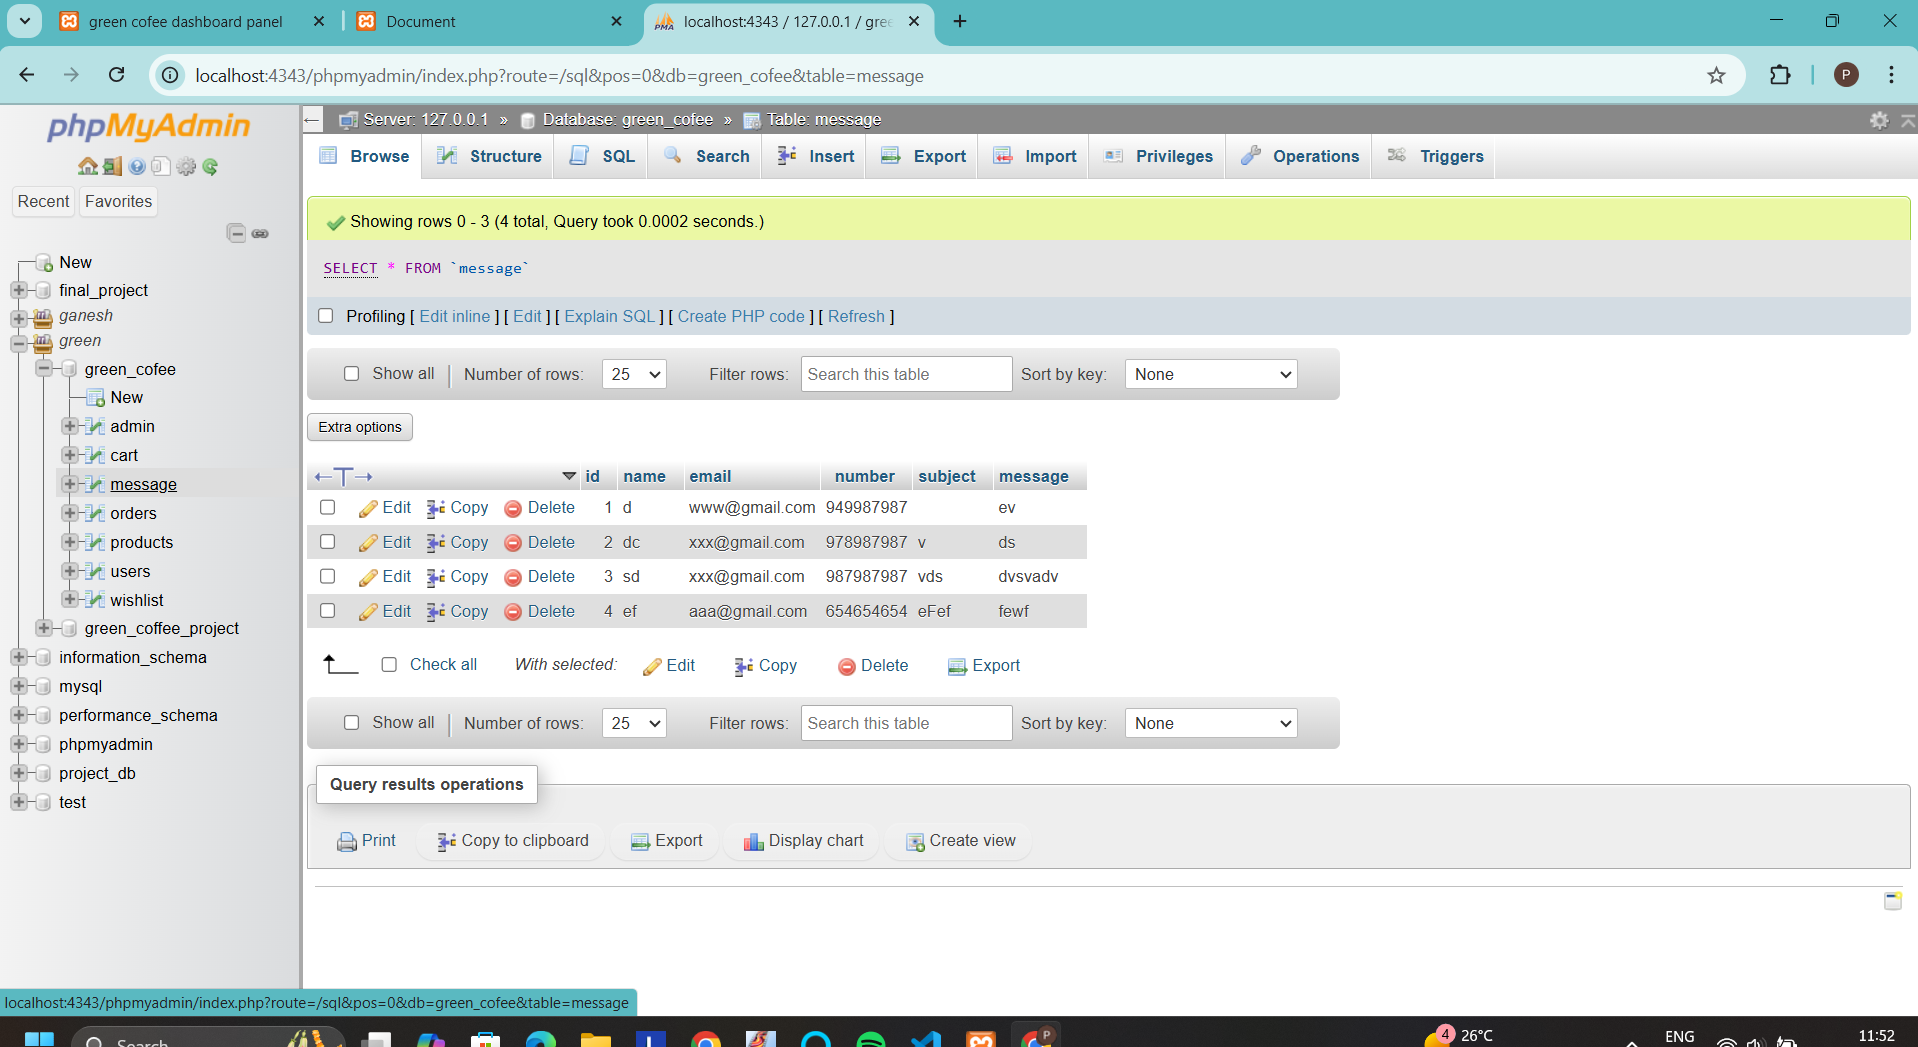 green cofee dashboard panel
Document
localhost:4343 / 127.0.0.1 / gree
localhost:4343/phpmyadmin/index.php?route=/sql&pos=0&db=green_cofee&table=message
P
phpMyAdmin
Recent
Favorites
New
final_project
ganesh
green
green_cofee
New
admin
cart
message
orders
products
users
wishlist
green_coffee_project
information_schema
mysql
performance_schema
phpmyadmin
project_db
test
Server: 127.0.0.1 » Database: green_cofee » Table: message
Browse Structure SQL Search Insert Export Import Privileges Operations Triggers
Showing rows 0 - 3 (4 total, Query took 0.0002 seconds.)
SELECT * FROM `message`
Profiling [ Edit inline ] [ Edit ] [ Explain SQL ] [ Create PHP code ] [ Refresh ]
Show all | Number of rows: 25 Filter rows: Search this table Sort by key: None
Extra options
id name email number subject message
Edit Copy Delete 1 d www@gmail.com 949987987 ev
Edit Copy Delete 2 dc xxx@gmail.com 978987987 v ds
Edit Copy Delete 3 sd xxx@gmail.com 987987987 vds dvsvadv
Edit Copy Delete 4 ef aaa@gmail.com 654654654 eFef fewf
Check all With selected: Edit Copy Delete Export
Show all | Number of rows: 25 Filter rows: Search this table Sort by key: None
Query results operations
Print Copy to clipboard Export Display chart Create view
localhost:4343/phpmyadmin/index.php?route=/sql&pos=0&db=green_cofee&table=message
Search
4 26°C
ENG
11:52